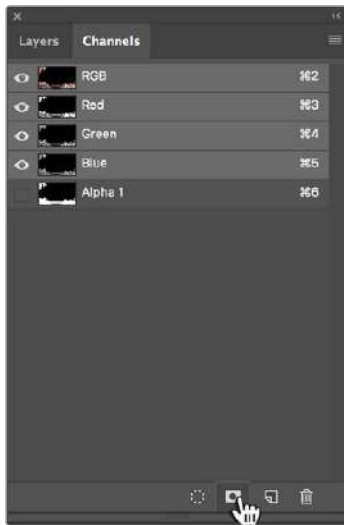 Layers Channels
RGB ⌘2
Red ⌘3
Green ⌘4
Blue ⌘5
Alpha 1 ⌘6